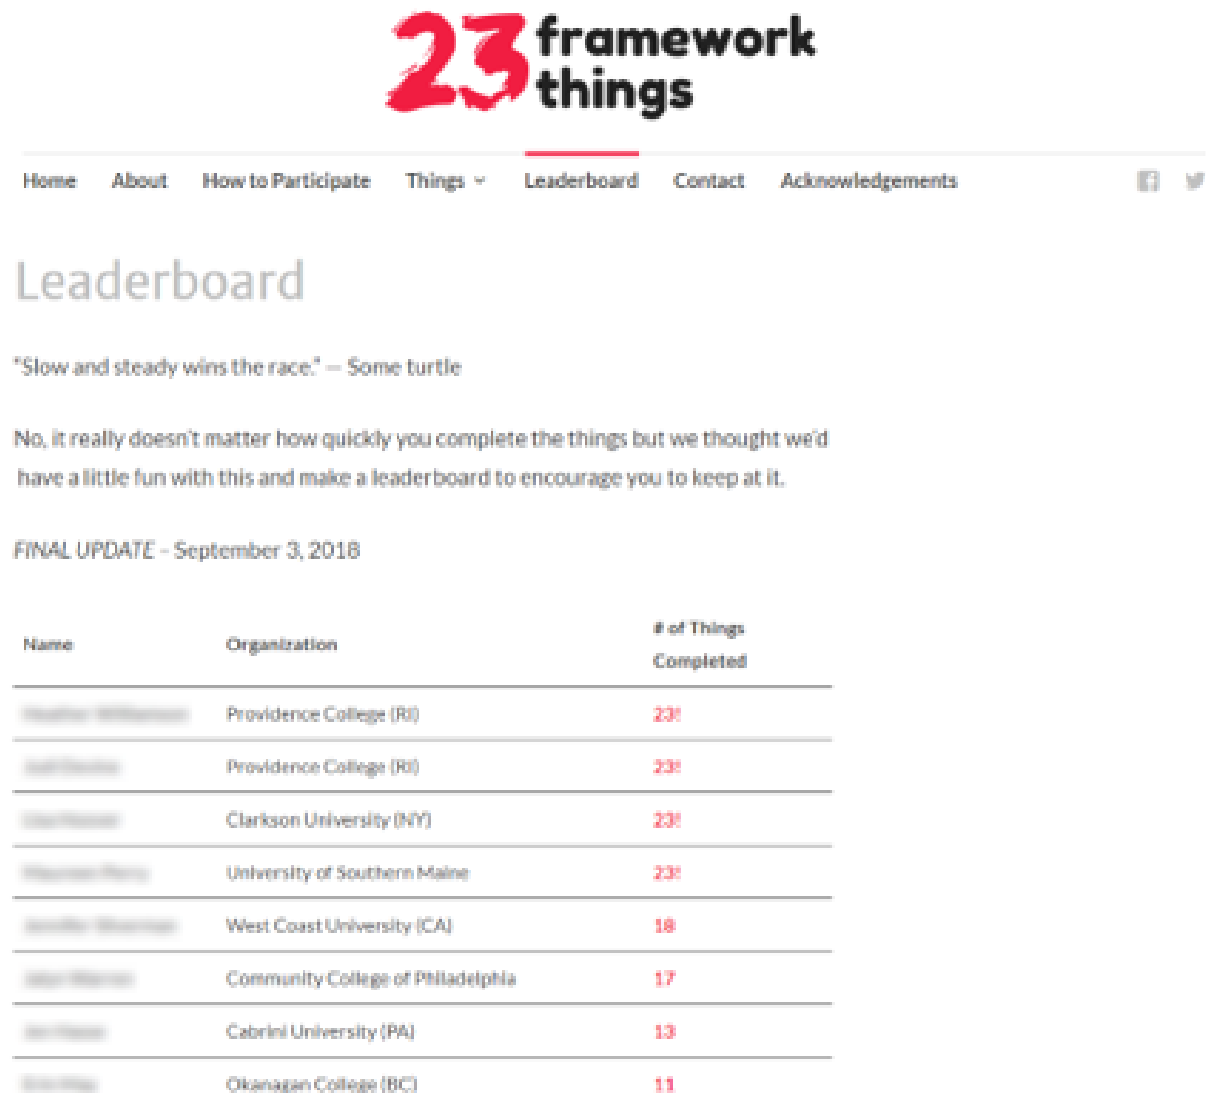 23 framework
things
Home About How to Participate Things Leaderboard Contact Acknowledgements
Leaderboard
"Slow and steady wins the race." — Some turtle
No, it really doesn't matter how quickly you complete the things but we thought we'd
have a little fun with this and make a leaderboard to encourage you to keep at it.
FINAL UPDATE – September 3, 2018
Name Organization # of Things Completed
Providence College (RI) 23!
Providence College (RI) 23!
Clarkson University (NY) 23!
University of Southern Maine 23!
West Coast University (CA) 18
Community College of Philadelphia 17
Cabrini University (PA) 13
Okanagan College (BC) 11